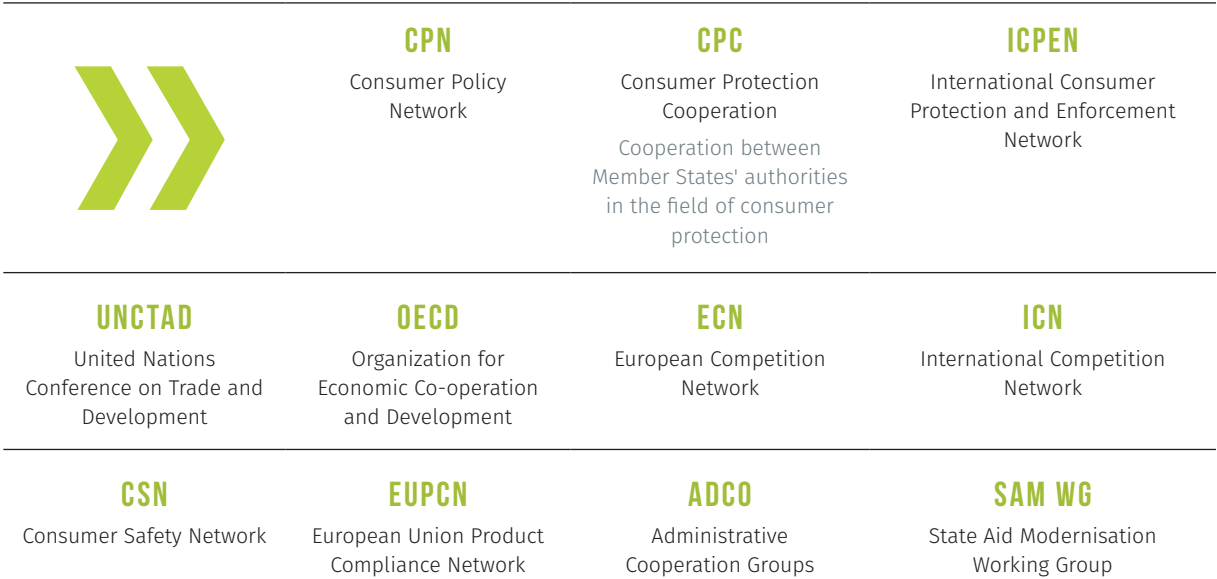 CPN
Consumer Policy
Network
CPC
Consumer Protection
Cooperation
Cooperation between
Member States' authorities
in the field of consumer
protection
ICPEN
International Consumer
Protection and Enforcement
Network
UNCTAD
United Nations
Conference on Trade and
Development
OECD
Organization for
Economic Co-operation
and Development
ECN
European Competition
Network
ICN
International Competition
Network
CSN
Consumer Safety Network
EUPCN
European Union Product
Compliance Network
ADCO
Administrative
Cooperation Groups
SAM WG
State Aid Modernisation
Working Group